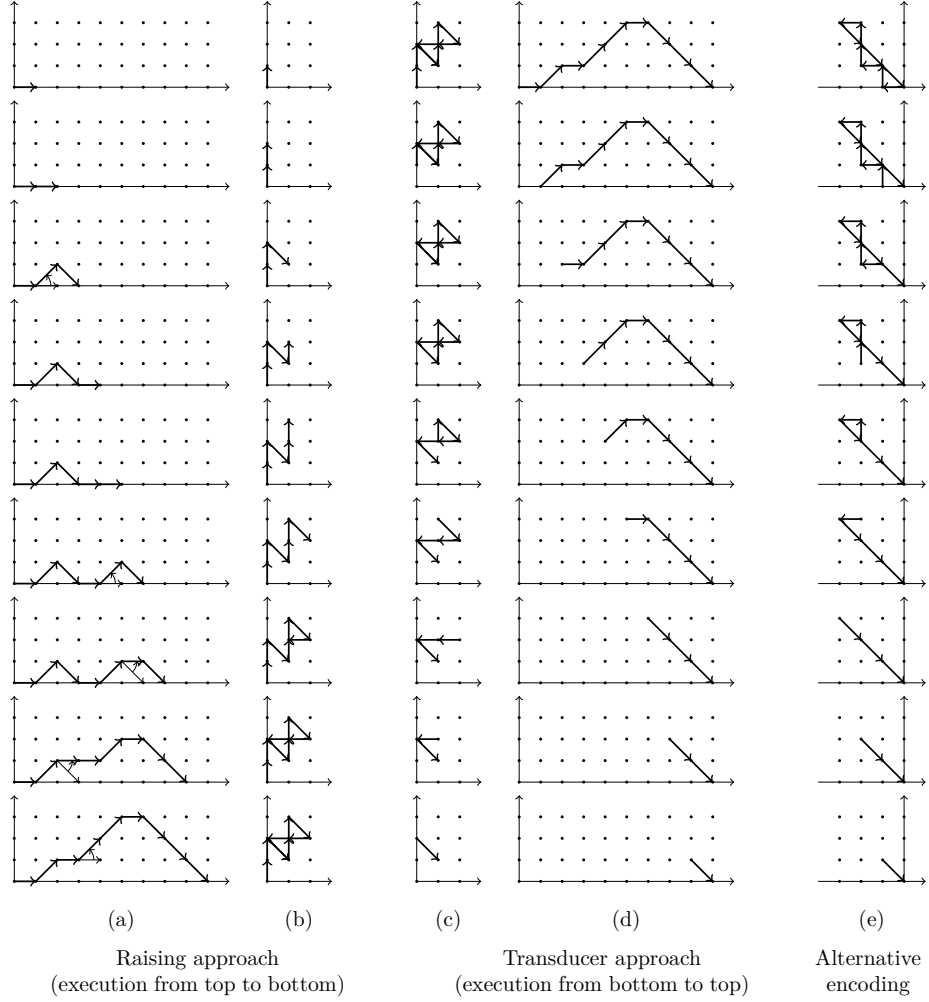 (a) (b) (c) (d) (e)
Raising approach Transducer approach Alternative
(execution from top to bottom) (execution from bottom to top) encoding